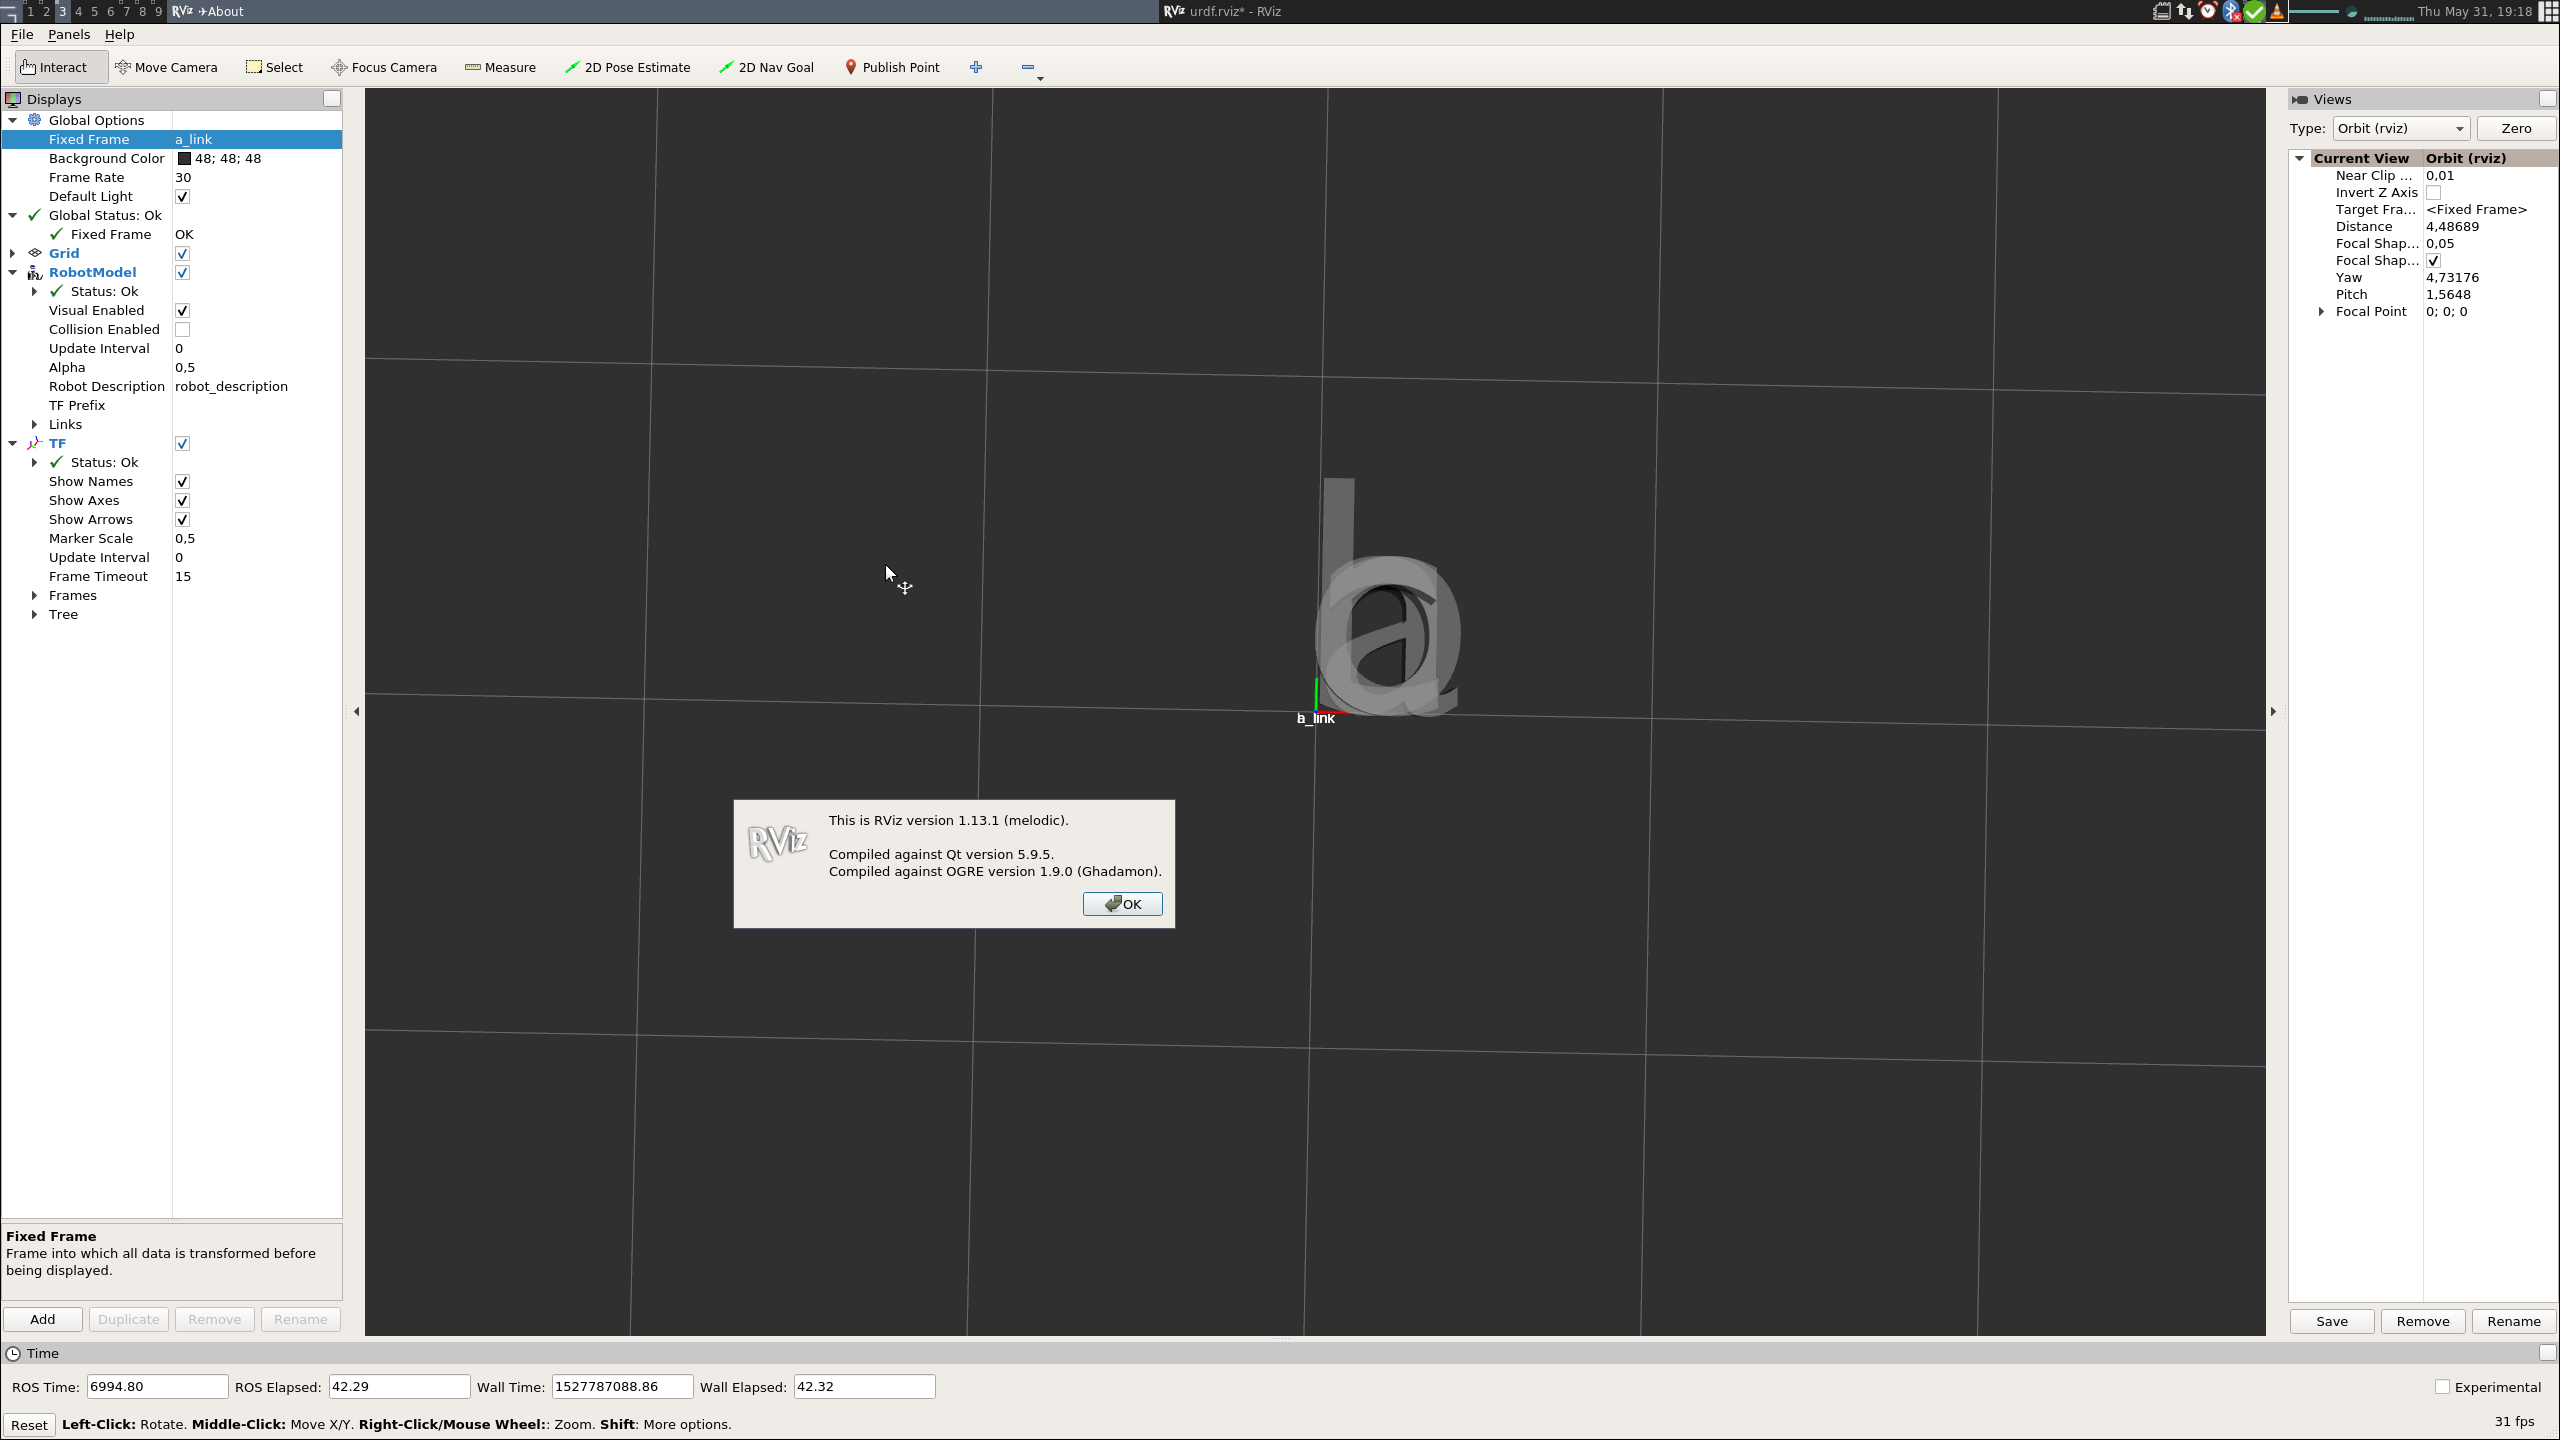 1 2 3 4 5 6 7 8 9 RViz ✈About RViz urdf.rviz* - RViz Thu May 31, 19:18
File Panels Help
Interact Move Camera Select Focus Camera Measure 2D Pose Estimate 2D Nav Goal Publish Point
Displays
Global Options
Fixed Frame a_link
Background Color 48; 48; 48
Frame Rate 30
Default Light
Global Status: Ok
Fixed Frame OK
Grid
RobotModel
Status: Ok
Visual Enabled
Collision Enabled
Update Interval 0
Alpha 0,5
Robot Description robot_description
TF Prefix
Links
TF
Status: Ok
Show Names
Show Axes
Show Arrows
Marker Scale 0,5
Update Interval 0
Frame Timeout 15
Frames
Tree
Fixed Frame
Frame into which all data is transformed before
being displayed.
Add Duplicate Remove Rename
b
a
_link
RViz
This is RViz version 1.13.1 (melodic).
Compiled against Qt version 5.9.5.
Compiled against OGRE version 1.9.0 (Ghadamon).
OK
Views
Type: Orbit (rviz) Zero
Current View Orbit (rviz)
Near Clip ... 0,01
Invert Z Axis
Target Fra... <Fixed Frame>
Distance 4,48689
Focal Shap... 0,05
Focal Shap...
Yaw 4,73176
Pitch 1,5648
Focal Point 0; 0; 0
Save Remove Rename
Time
ROS Time: 6994.80 ROS Elapsed: 42.29 Wall Time: 1527787088.86 Wall Elapsed: 42.32 Experimental
Reset Left-Click: Rotate. Middle-Click: Move X/Y. Right-Click/Mouse Wheel:: Zoom. Shift: More options. 31 fps